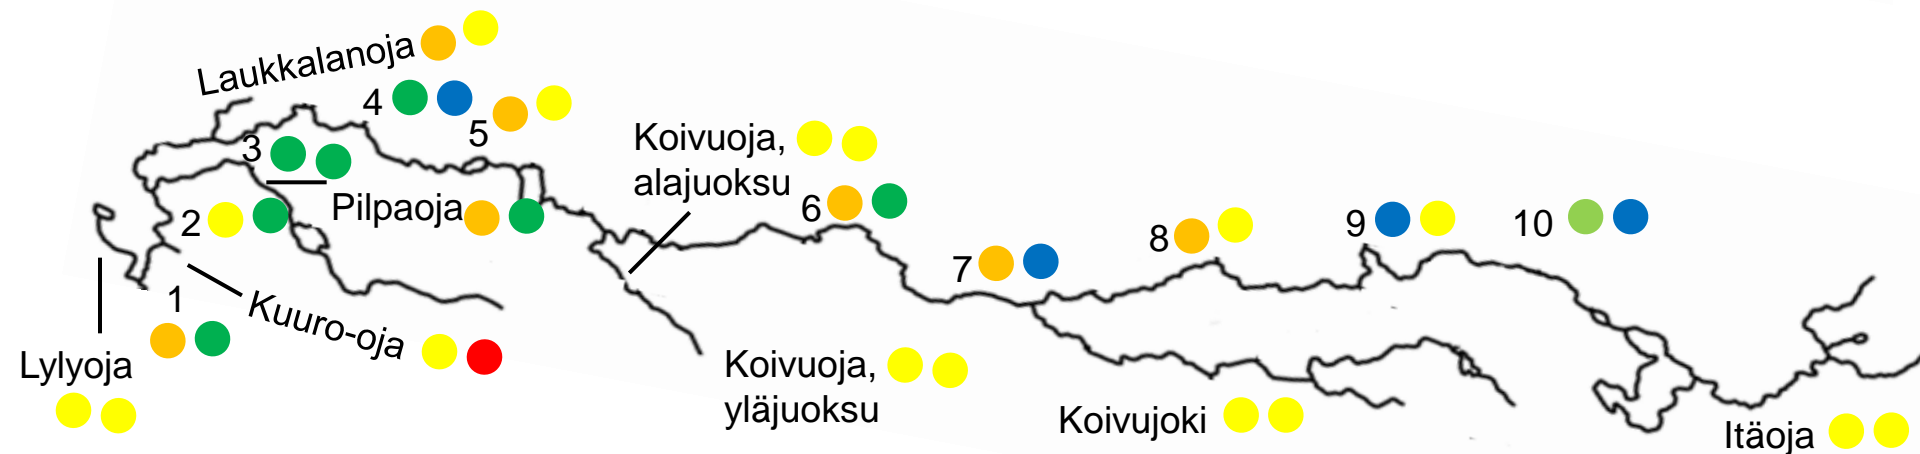 Laukkalanoja
4
5
3
Koivuoja,
alajuoksu
Pilpaoja
2
6
7
8
9
10
1
Kuuro-oja
Lylyoja
Koivuoja,
yläjuoksu
Koivujoki
Itäoja